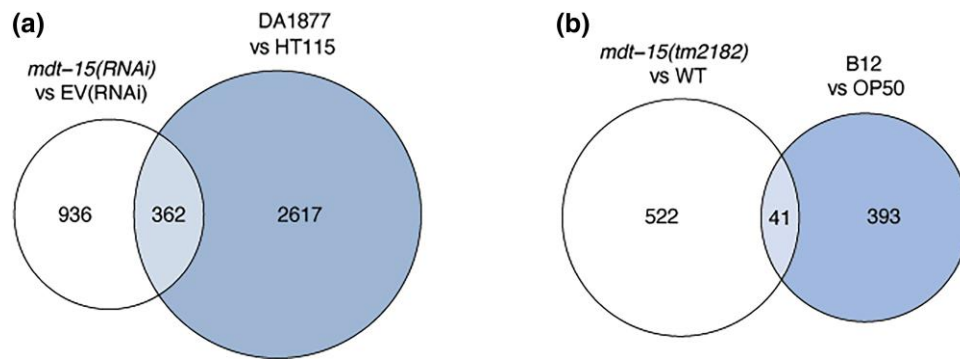 (a)
DA1877
vs HT115
mdt-15(RNAi)
vs EV(RNAi)
936
362
2617
(b)
mdt-15(tm2182)
vs WT
B12
vs OP50
522
41
393